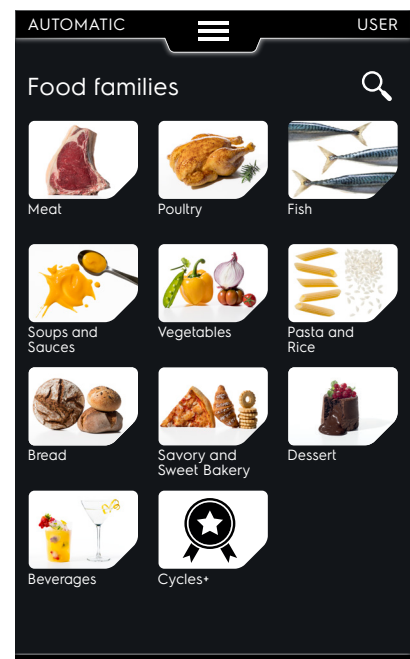 AUTOMATIC
USER
Food families
Meat
Poultry
Fish
Soups and
Sauces
Vegetables
Pasta and
Rice
Bread
Savory and
Sweet Bakery
Dessert
Beverages
Cycles+